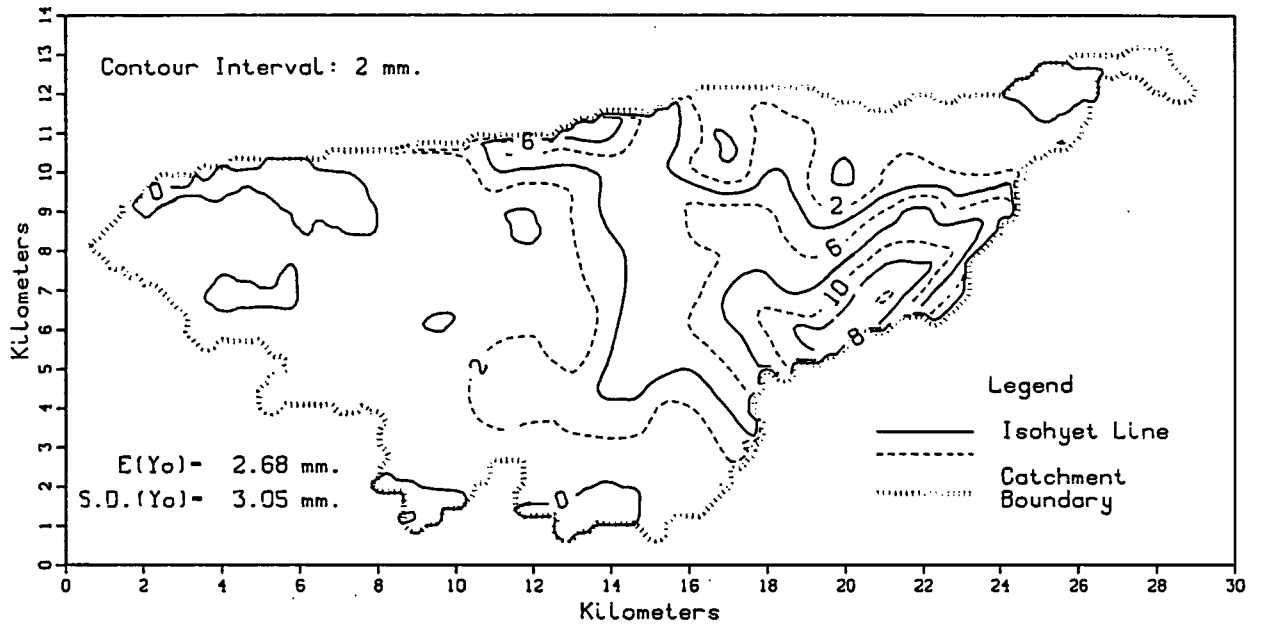 14
13
12
11
10
9
8
7
6
5
4
3
2
1
0
Kilometers
Contour Interval: 2 mm.
0
6
2
6
10
8
2
0
0
Legend
Isohyet Line
Catchment
Boundary
E(Yo)- 2.68 mm.
S.D.(Yo)- 3.05 mm.
0 2 4 6 8 10 12 14 16 18 20 22 24 26 28 30
Kilometers